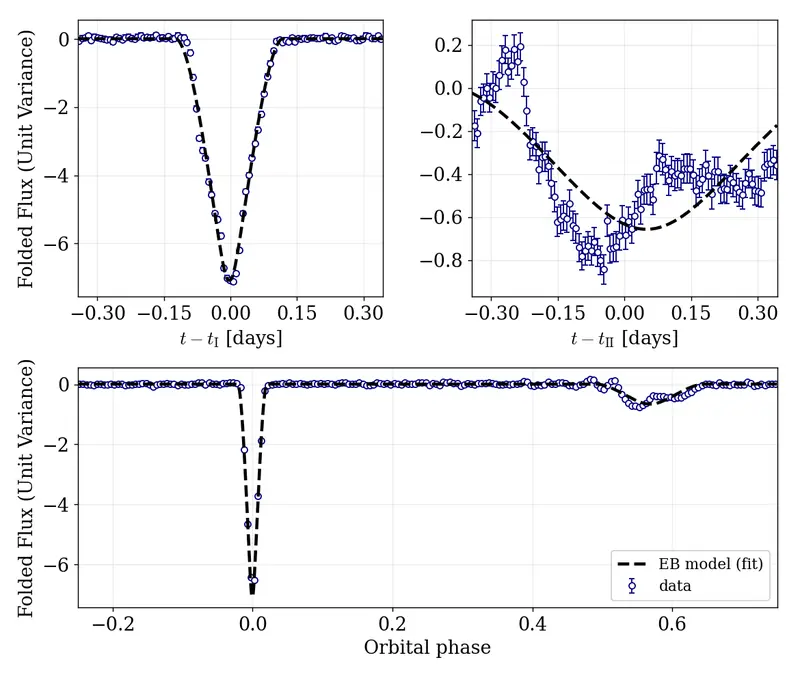 Folded Flux (Unit Variance)
0
−2
−4
−6
−0.30 −0.15 0.00 0.15 0.30
t − t_I [days]
0.2
0.0
−0.2
−0.4
−0.6
−0.8
−0.30 −0.15 0.00 0.15 0.30
t − t_II [days]
Folded Flux (Unit Variance)
0
−2
−4
−6
EB model (fit)
data
−0.2 0.0 0.2 0.4 0.6
Orbital phase